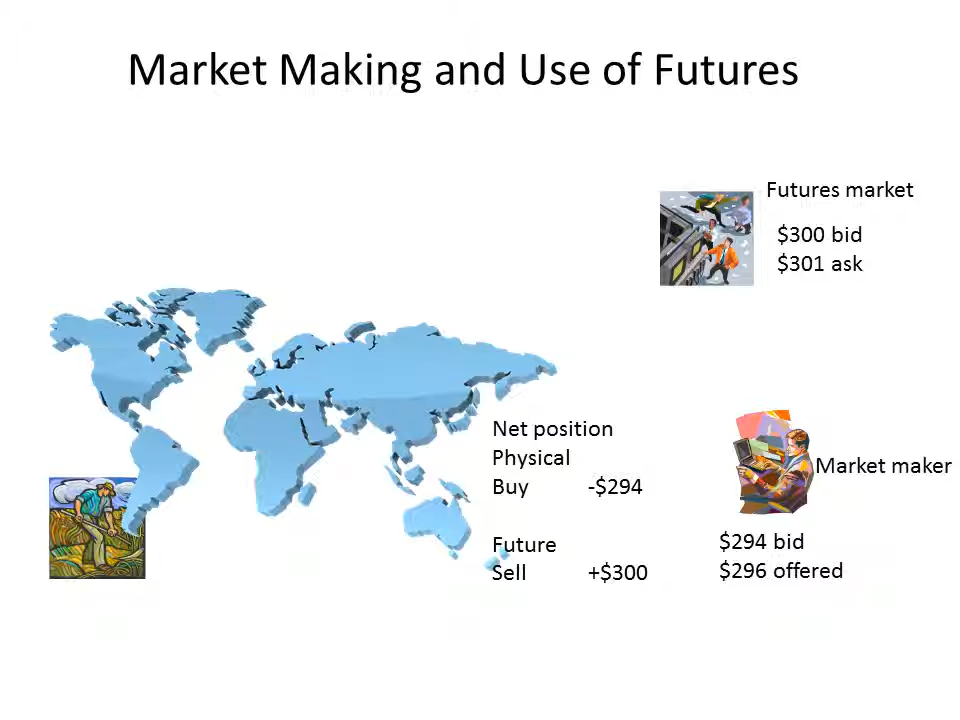 Market Making and Use of Futures
Futures market
$300 bid
$301 ask
Net position
Physical
Buy -$294
Future
Sell +$300
Market maker
$294 bid
$296 offered